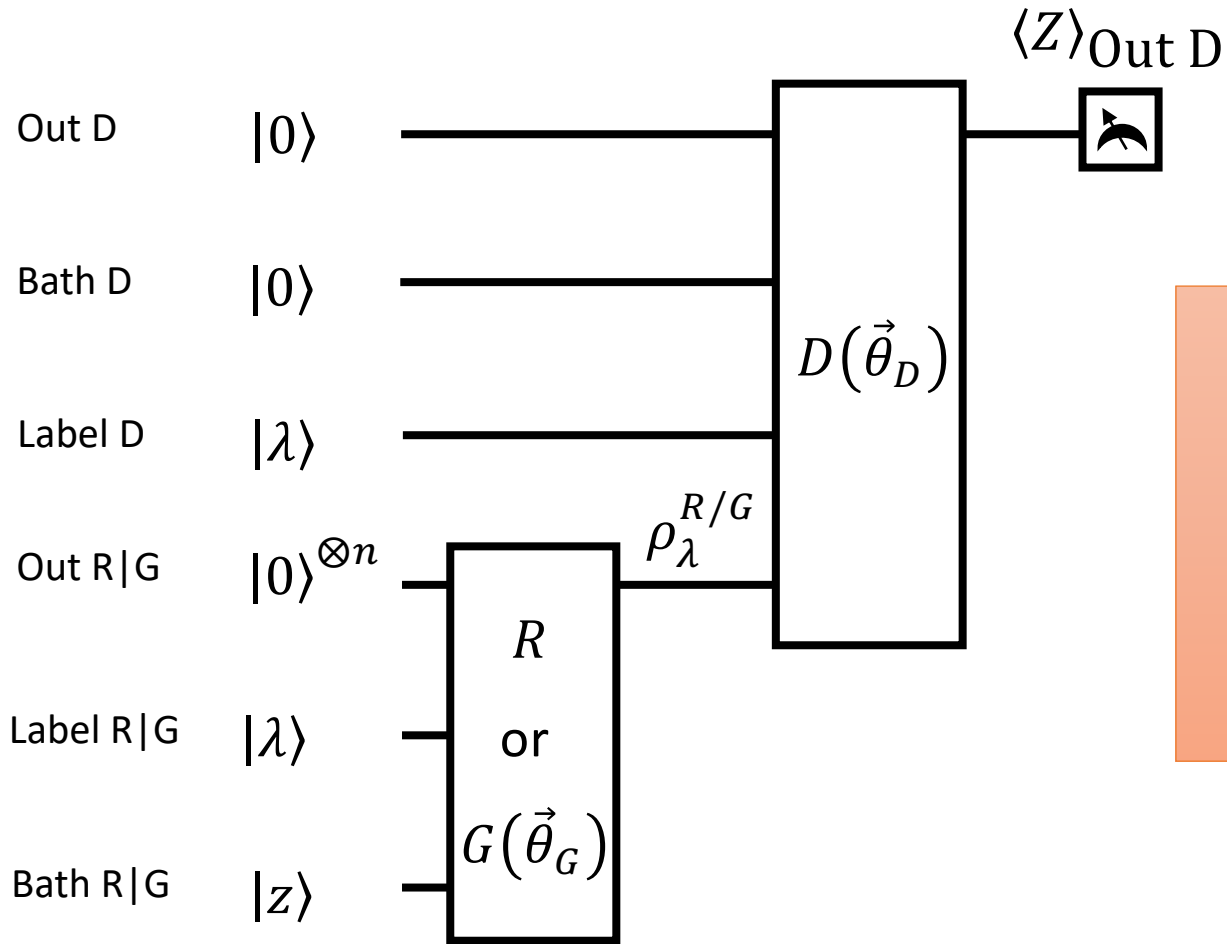 ⟨Z⟩Out D
Out D |0⟩
Bath D |0⟩
D(θ⃗_D)
Label D |λ⟩
ρ_λ^{R/G}
Out R|G |0⟩^{⊗n}
R
Label R|G |λ⟩
or
G(θ⃗_G)
Bath R|G |z⟩